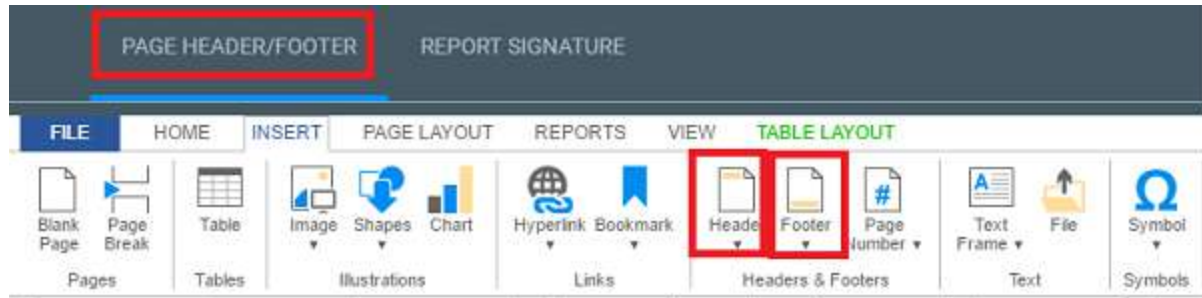 PAGE HEADER/FOOTER REPORT SIGNATURE
FILE HOME INSERT PAGE LAYOUT REPORTS VIEW TABLE LAYOUT
Blank Page Table Image Shapes Chart Hyperlink Bookmark Heade Footer Page Text File Symbol
Page Break Number Frame
Pages Tables Illustrations Links Headers & Footers Text Symbols